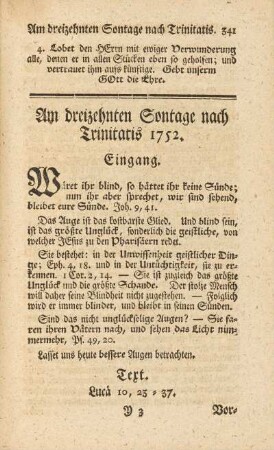 Am dreizehnten Sontage nach Trinitatis. 341
4. Lobet den HErrn mit ewiger Verwunderung
alle, denen er in allen Stücken eben so geholfen; und
vertrauet ihm aufs künftige. Gebt unserm
GOtt die Ehre.
Am dreizehnten Sontage nach
Trinitatis 1752.
Eingang.
Wäret ihr blind, so hättet ihr keine Sünde;
nun ihr aber sprechet, wir sind sehend,
bleibet eure Sünde. Joh. 9, 41.
Das Auge ist das kostbarste Glied. Und blind sein,
ist das größte Unglück, sonderlich die geistliche, von
welcher JEsus zu den Pharisäern redet.
Sie bestehet: in der Unwissenheit geistlicher Din-
ge; Eph. 4, 18. und in der Untüchtigkeit, sie zu er-
kennen. 1 Cor. 2, 14. — Sie ist zugleich das größte
Unglück und die größte Schande. Der stolze Mensch
will daher seine Blindheit nicht zugestehen. — Folglich
wird er immer blinder, und bleibt in seinen Sünden.
Sind das nicht unglückselige Augen? — Sie fa-
ren ihren Vätern nach, und sehen das Licht nim-
mermehr, Ps. 49, 20.
Lasset uns heute bessere Augen betrachten.
Text.
Lucä 10, 23-37.
Y 3 Vor-